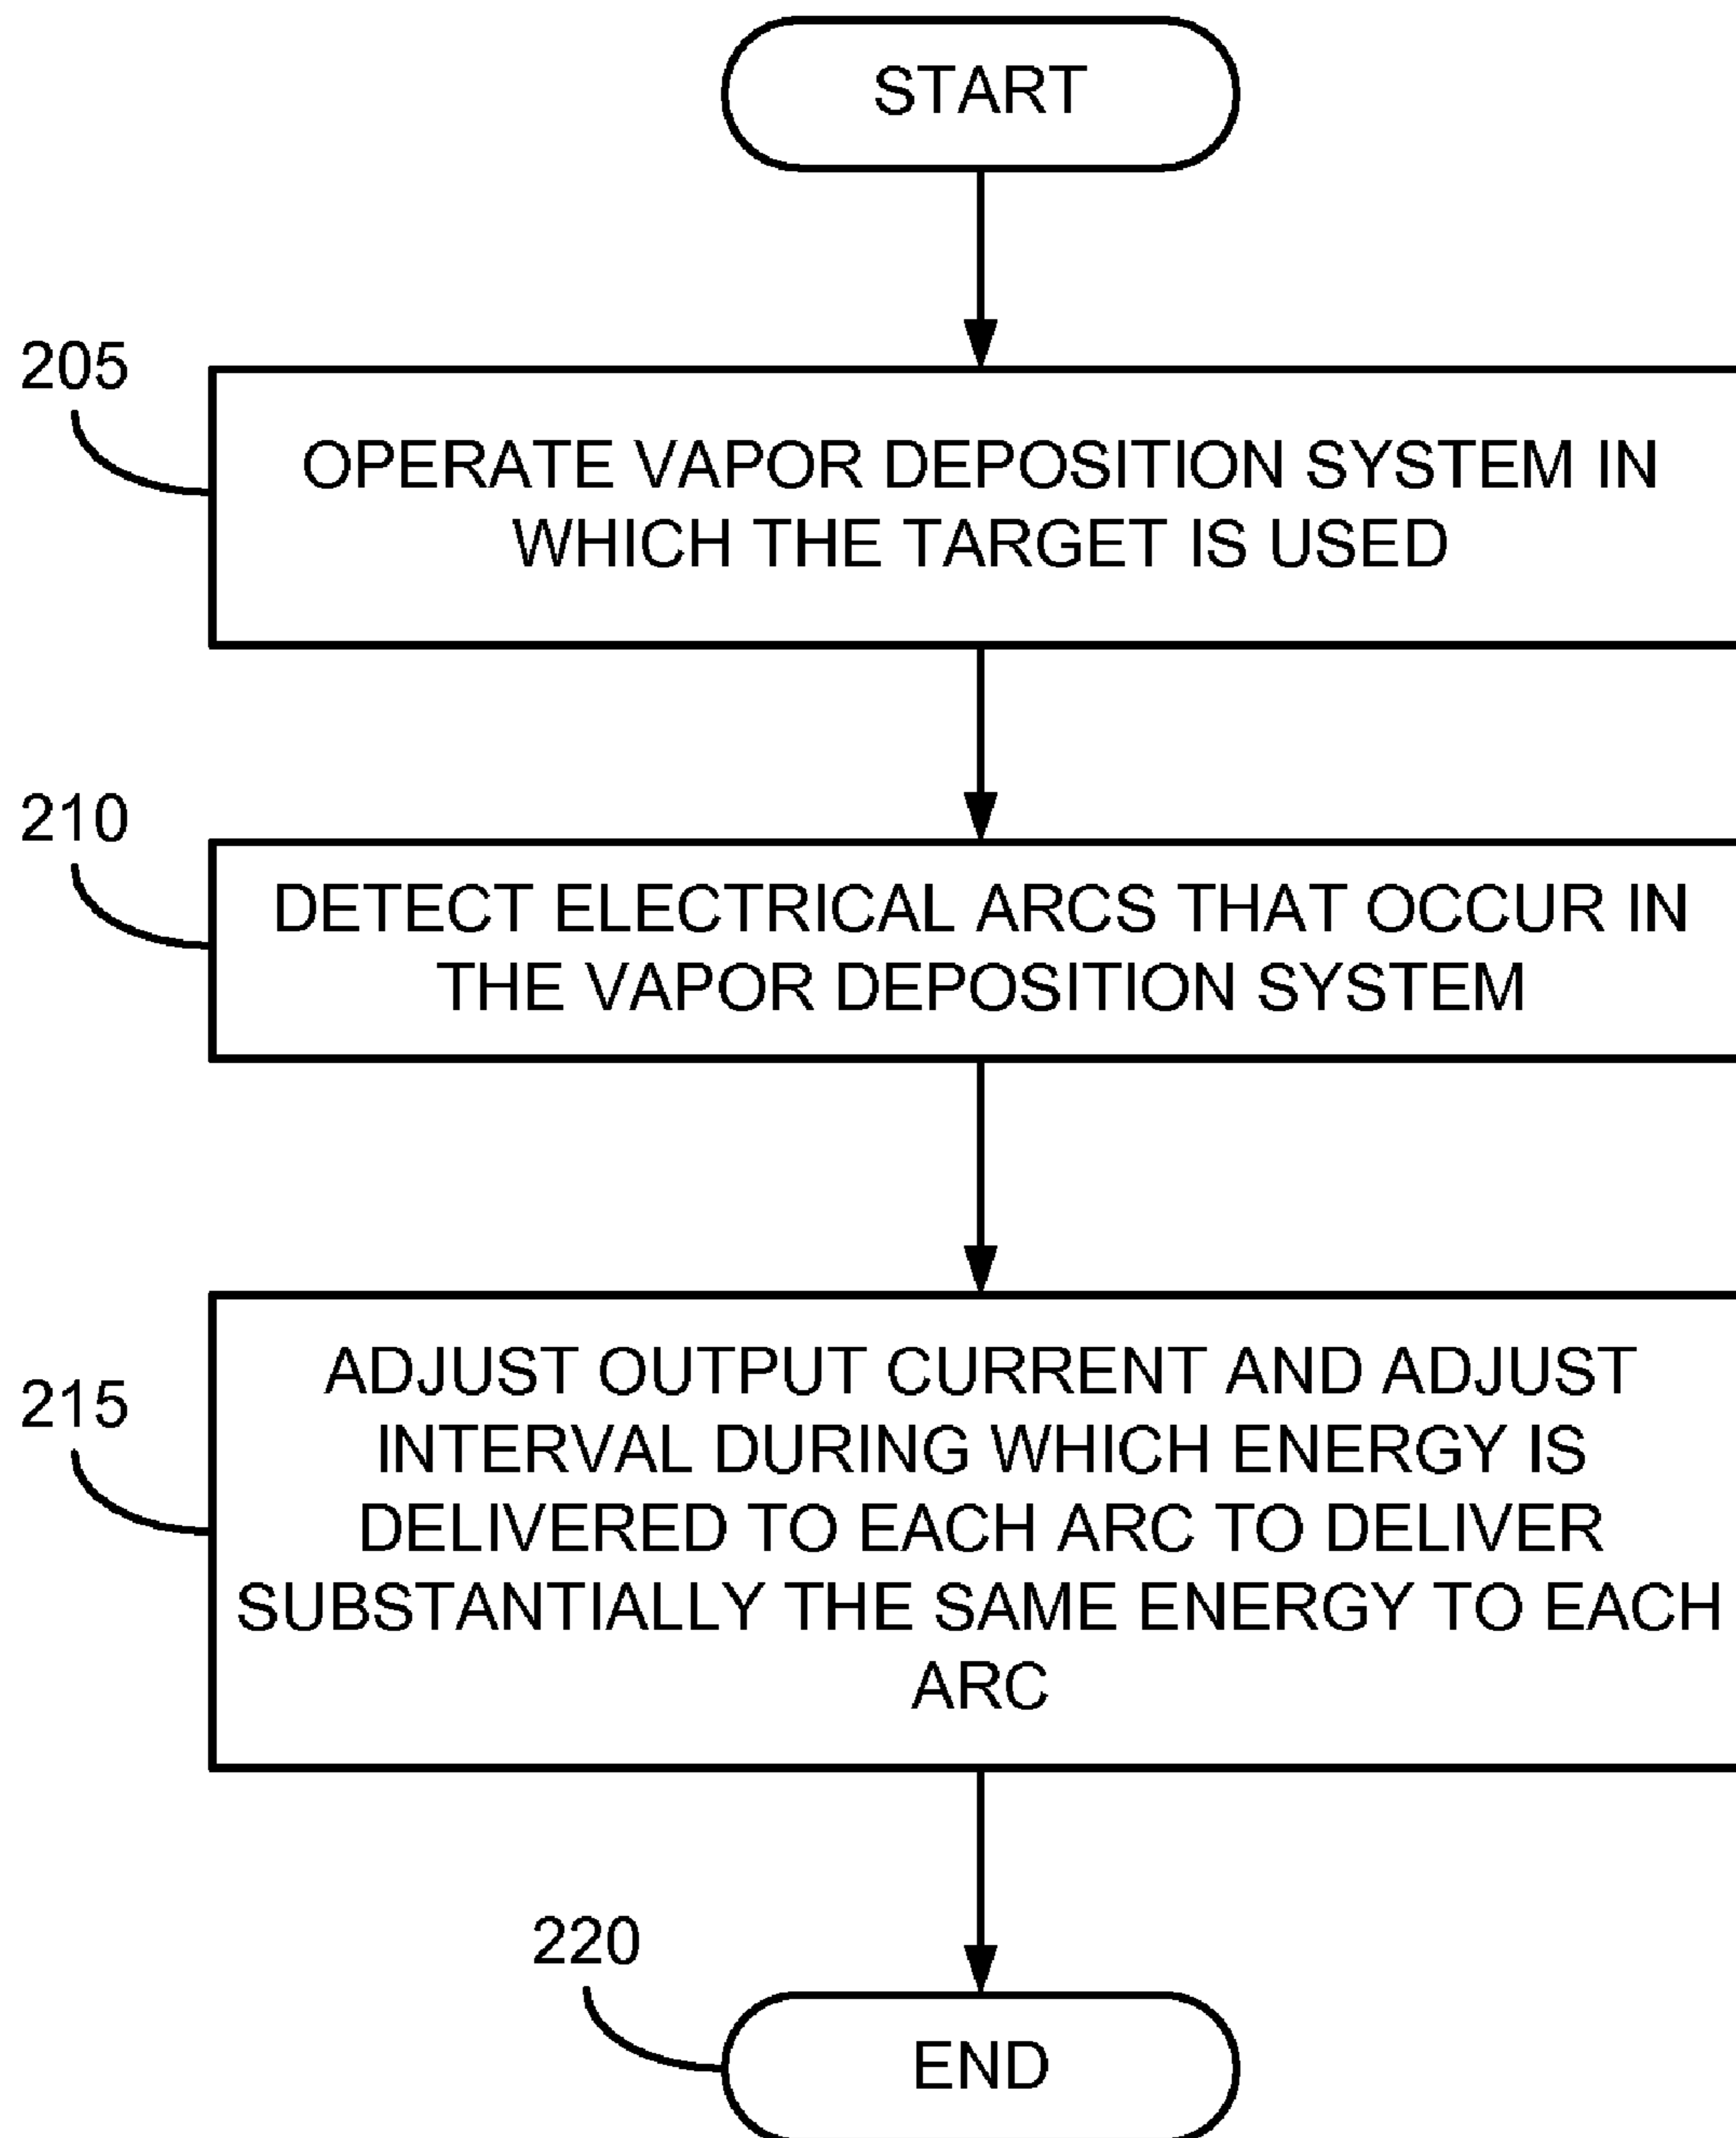 START
205
OPERATE VAPOR DEPOSITION SYSTEM IN
WHICH THE TARGET IS USED
210
DETECT ELECTRICAL ARCS THAT OCCUR IN
THE VAPOR DEPOSITION SYSTEM
215
ADJUST OUTPUT CURRENT AND ADJUST
INTERVAL DURING WHICH ENERGY IS
DELIVERED TO EACH ARC TO DELIVER
SUBSTANTIALLY THE SAME ENERGY TO EACH
ARC
220
END